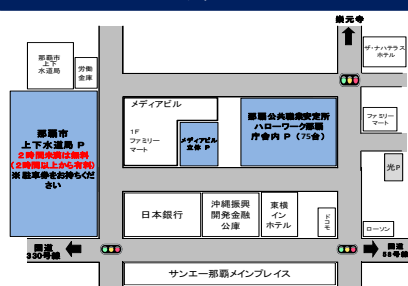 崇元寺
那覇市
上下
水道局
労働
金庫
ザ・ナハテラス
ホテル
メディアビル
1F
ファミリー
マート
メディアビル
立体 P
那覇公共職業安定所
ハローワーク那覇
庁舎内 P (75台)
ファミリー
マート
那覇市
上下水道局 P
2時間未満は無料
(2時間以上から有料)
※ 駐車券をお持ちくだ
さい
光P
日本銀行
沖縄振興
開発金融
公庫
東横
イン
ホテル
ドコモ
ローソン
国道
330号線
国道
58号線
サンエー那覇メインプレイス